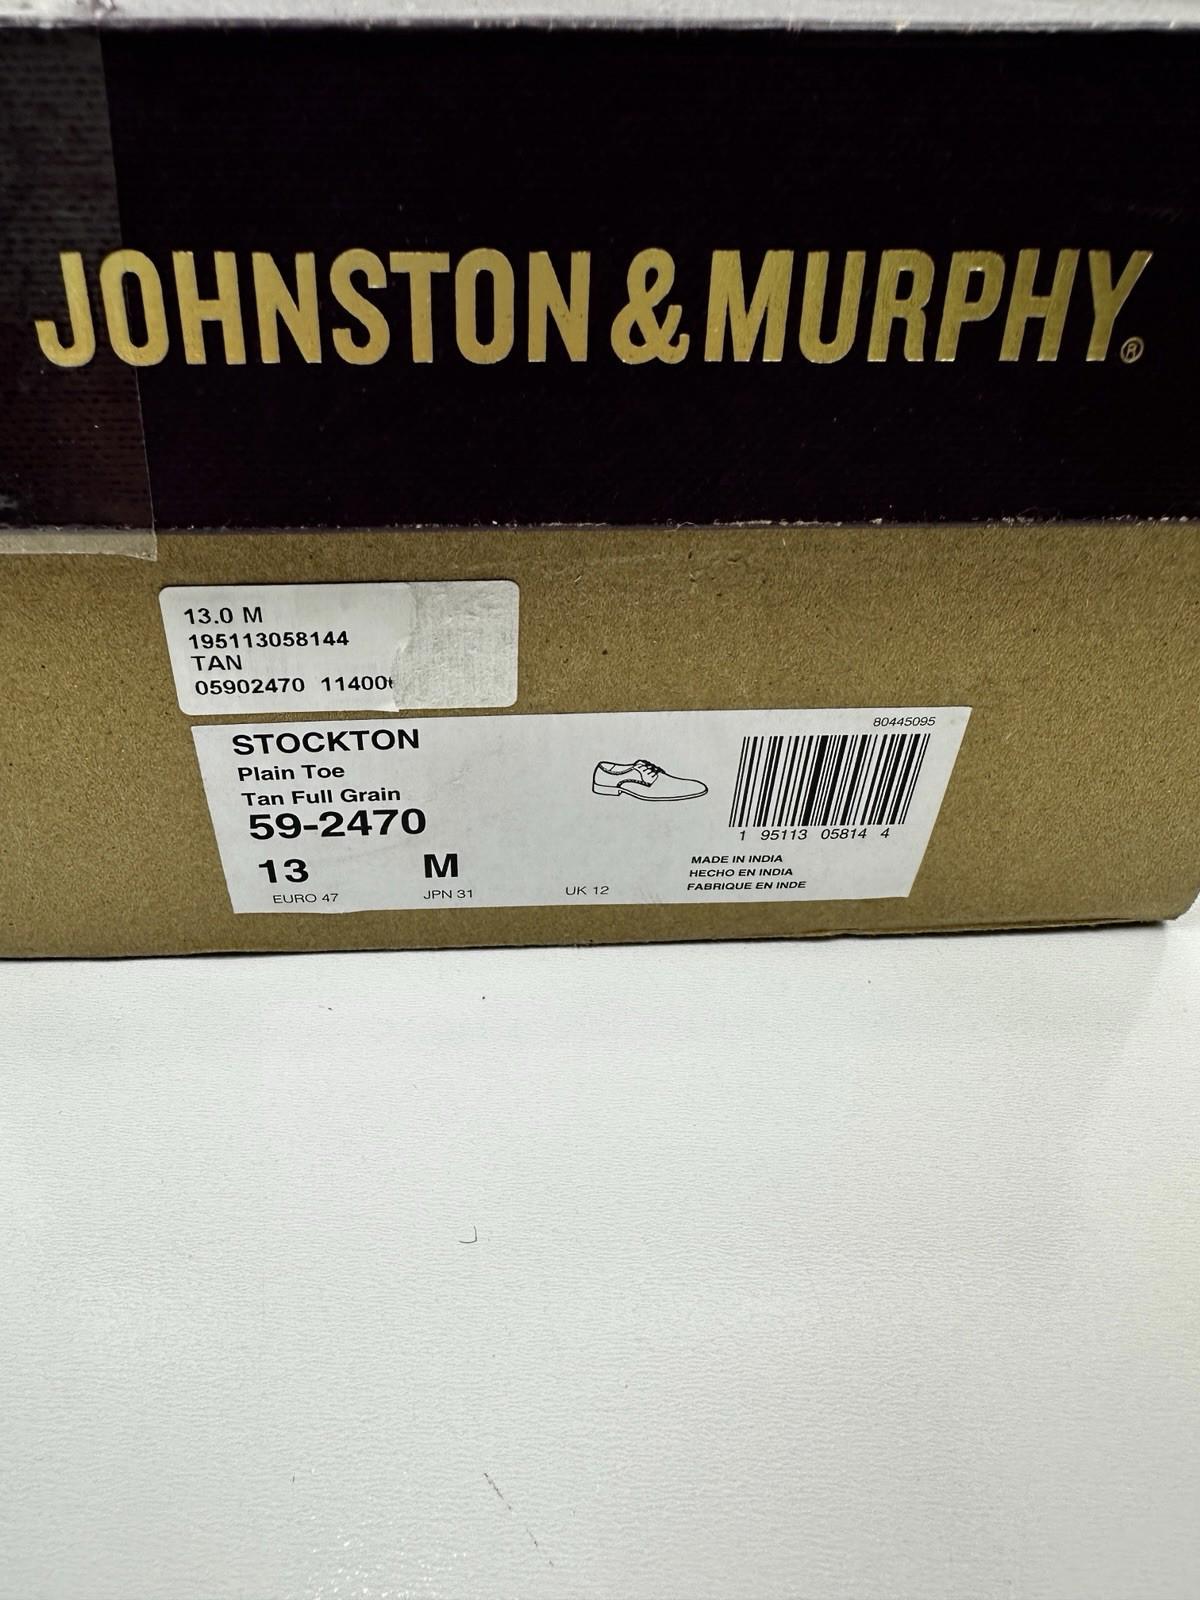 JOHNSTON & MURPHY®
13.0 M
195113058144
TAN
05902470
80445095
STOCKTON
Plain Toe
Tan Full Grain
59-2470
1 95113 05814 4
13 M
EURO 47 JPN 31 UK 12
MADE IN INDIA
HECHO EN INDIA
FABRIQUE EN INDE